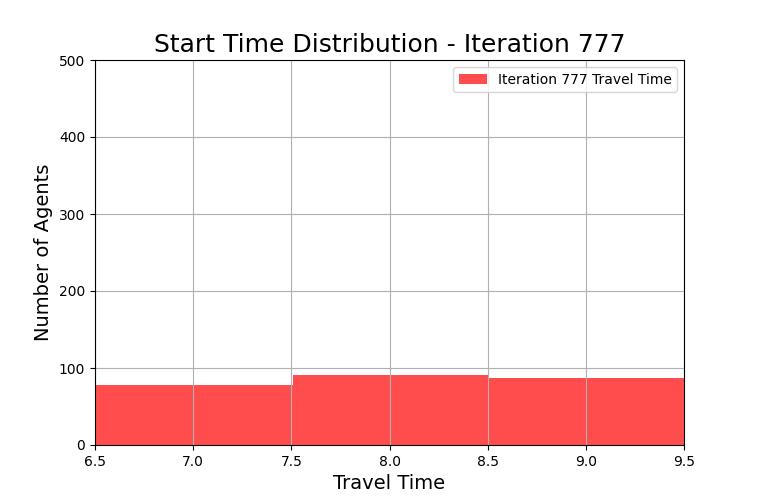 Start Time Distribution - Iteration 777
500
Iteration 777 Travel Time
400
300
200
100
0
Number of Agents
6.5 7.0 7.5 8.0 8.5 9.0 9.5
Travel Time